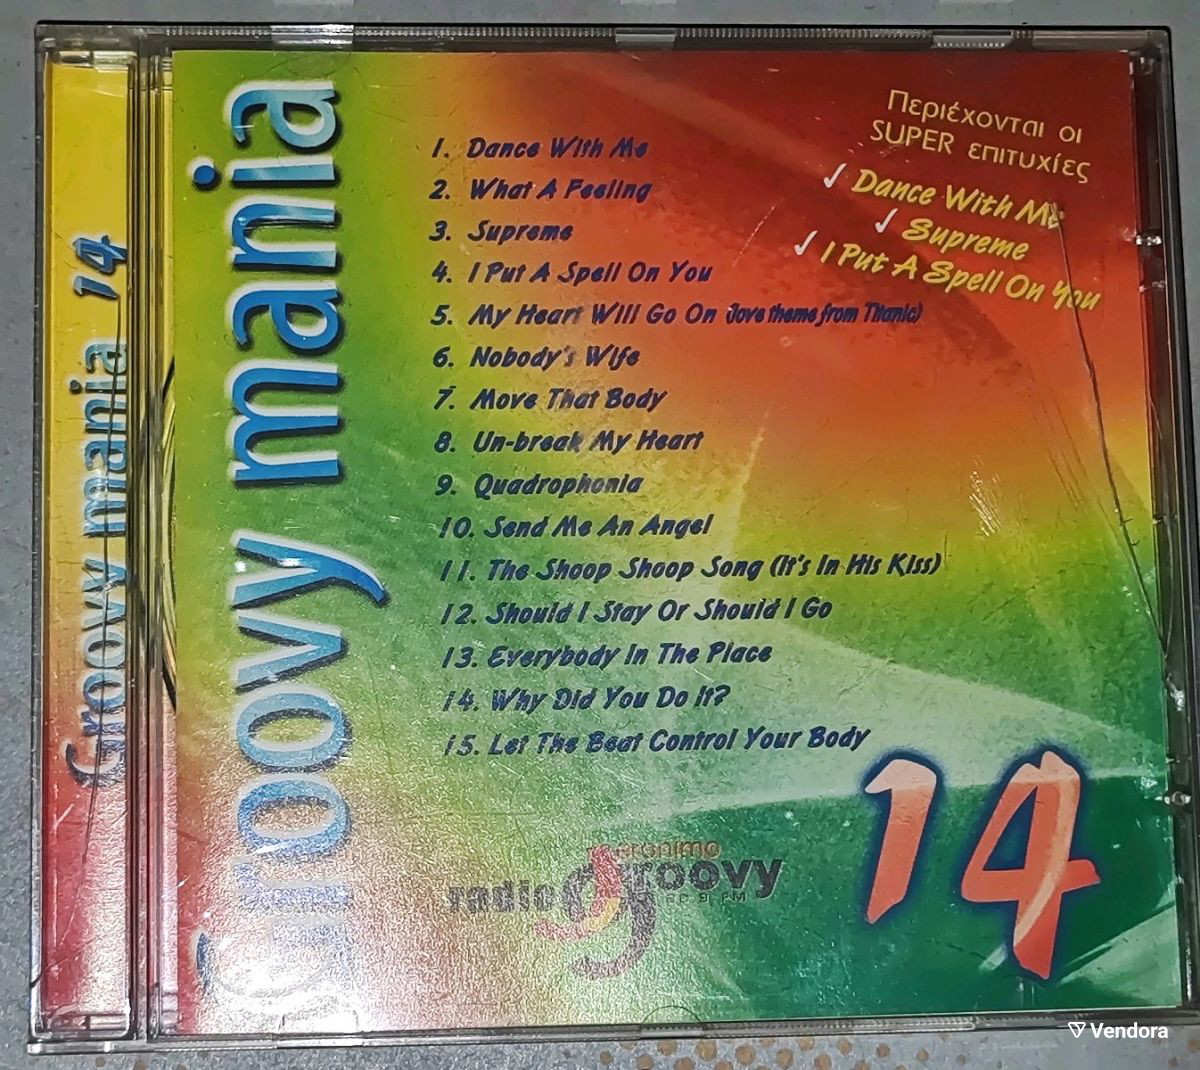 Groovy mania 14
Groovy mania
1. Dance With Me
2. What A Feeling
3. Supreme
4. I Put A Spell On You
5. My Heart Will Go On (love theme from Titanic)
6. Nobody's Wife
7. Move That Body
8. Un-break My Heart
9. Quadrophonia
10. Send Me An Angel
11. The Shoop Shoop Song (It's In His Kiss)
12. Should I Stay Or Should I Go
13. Everybody In The Place
14. Why Did You Do It?
15. Let The Beat Control Your Body
Περιέχονται οι
SUPER επιτυχίες
✓ Dance With Me
✓ Supreme
✓ I Put A Spell On You
14
geronimo
radio groovy
FM
Vendora